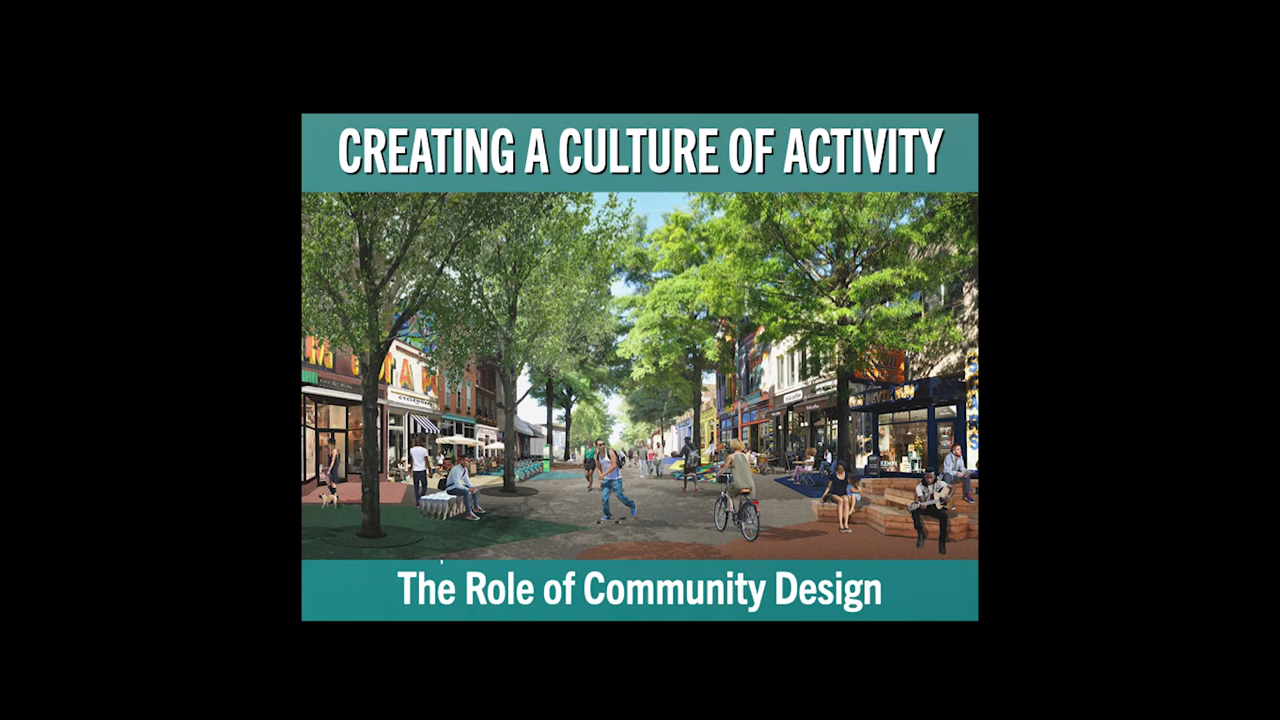 CREATING A CULTURE OF ACTIVITY
The Role of Community Design